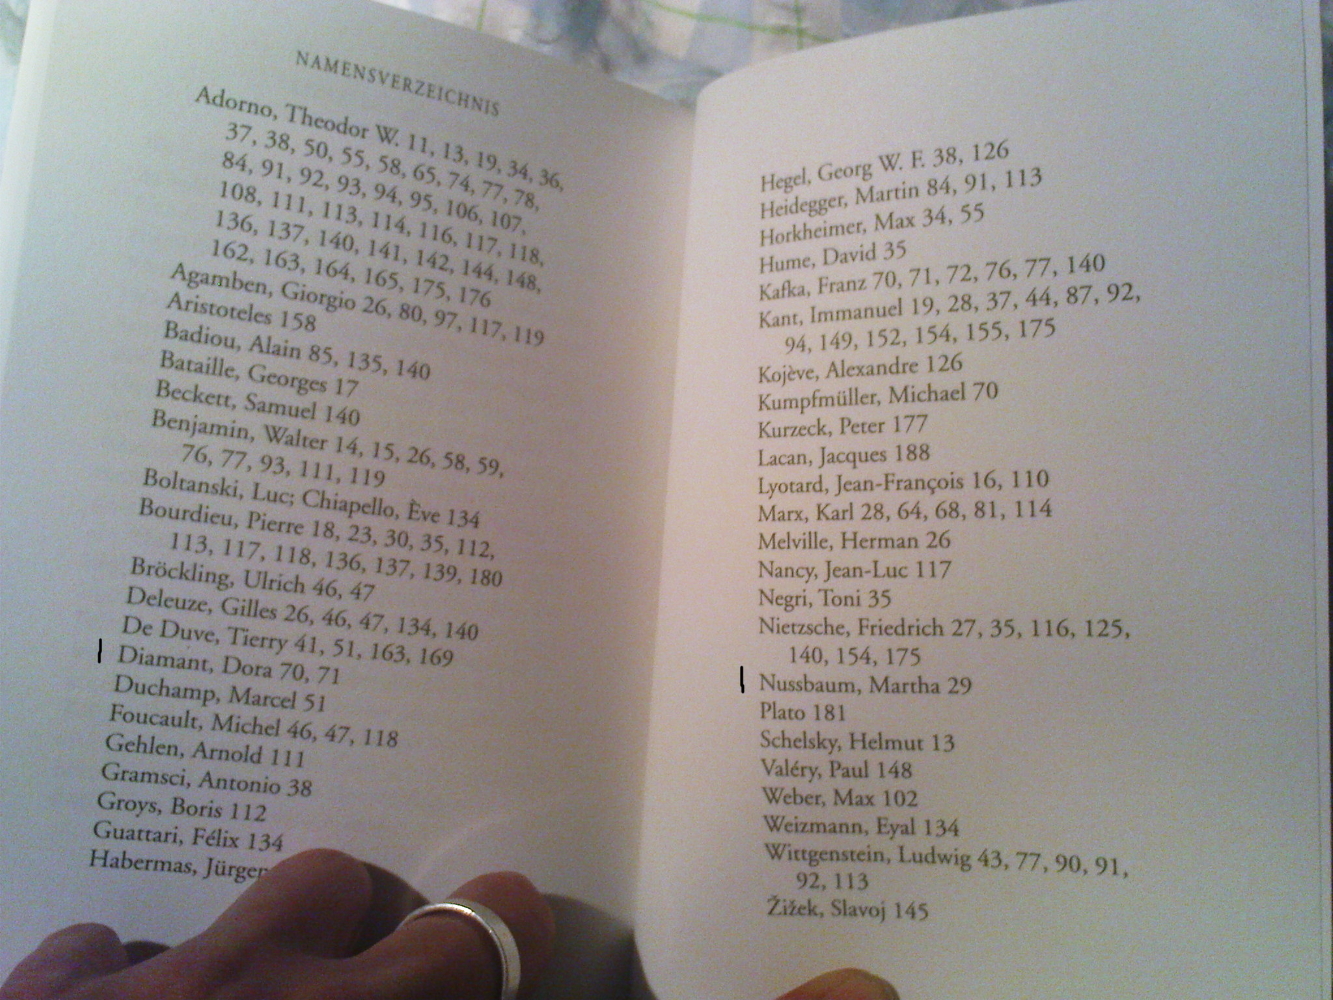 NAMENSVERZEICHNIS
Adorno, Theodor W. 11, 13, 19, 34, 36,
37, 38, 50, 55, 58, 65, 74, 77, 78,
84, 91, 92, 93, 94, 95, 106, 107,
108, 111, 113, 114, 116, 117, 118,
136, 137, 140, 141, 142, 144, 148,
162, 163, 164, 165, 175, 176
Agamben, Giorgio 26, 80, 97, 117, 119
Aristoteles 158
Badiou, Alain 85, 135, 140
Bataille, Georges 17
Beckett, Samuel 140
Benjamin, Walter 14, 15, 26, 58, 59,
76, 77, 93, 111, 119
Boltanski, Luc; Chiapello, Ève 134
Bourdieu, Pierre 18, 23, 30, 35, 112,
113, 117, 118, 136, 137, 139, 180
Bröckling, Ulrich 46, 47
Deleuze, Gilles 26, 46, 47, 134, 140
De Duve, Tierry 41, 51, 163, 169
Diamant, Dora 70, 71
Duchamp, Marcel 51
Foucault, Michel 46, 47, 118
Gehlen, Arnold 111
Gramsci, Antonio 38
Groys, Boris 112
Guattari, Félix 134
Habermas, Jürgen
Hegel, Georg W. F. 38, 126
Heidegger, Martin 84, 91, 113
Horkheimer, Max 34, 55
Hume, David 35
Kafka, Franz 70, 71, 72, 76, 77, 140
Kant, Immanuel 19, 28, 37, 44, 87, 92,
94, 149, 152, 154, 155, 175
Kojève, Alexandre 126
Kumpfmüller, Michael 70
Kurzeck, Peter 177
Lacan, Jacques 188
Lyotard, Jean-François 16, 110
Marx, Karl 28, 64, 68, 81, 114
Melville, Herman 26
Nancy, Jean-Luc 117
Negri, Toni 35
Nietzsche, Friedrich 27, 35, 116, 125,
140, 154, 175
Nussbaum, Martha 29
Plato 181
Schelsky, Helmut 13
Valéry, Paul 148
Weber, Max 102
Weizmann, Eyal 134
Wittgenstein, Ludwig 43, 77, 90, 91,
92, 113
Žižek, Slavoj 145